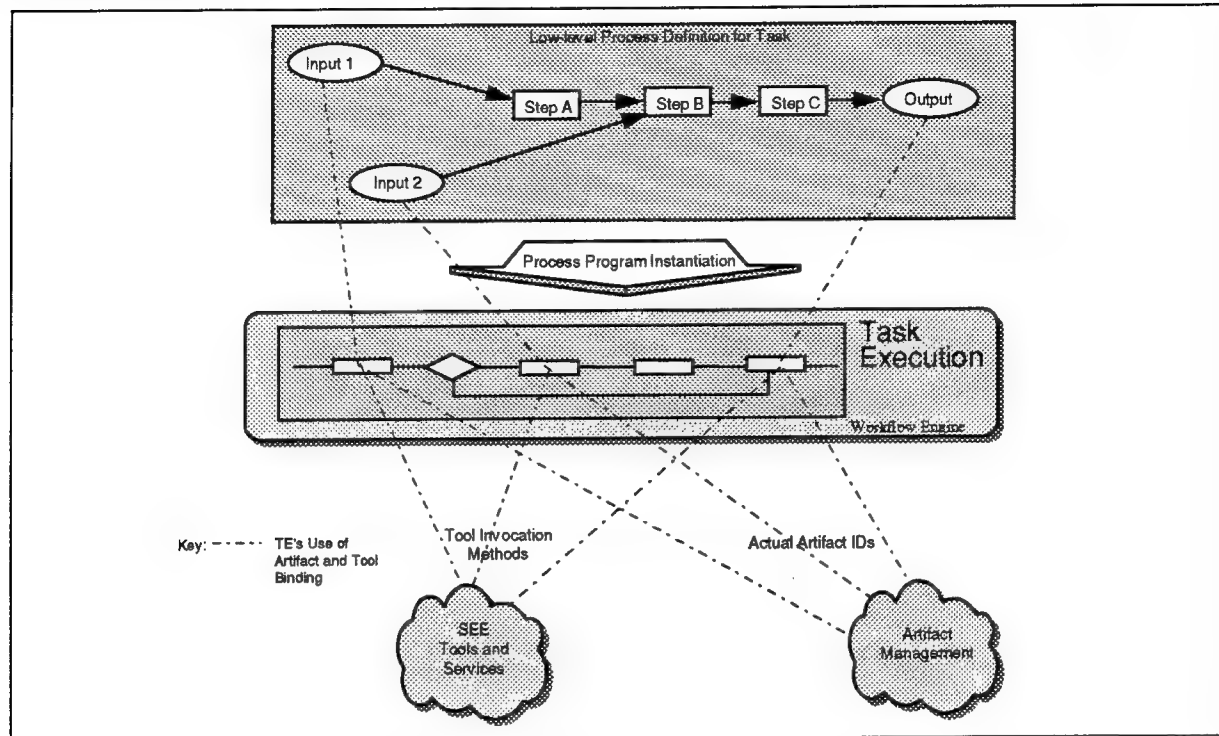 Low-level Process Definition for Task
Input 1
Step A
Step B
Step C
Output
Input 2
Process Program Instantiation
Task
Execution
Workflow Engine
Key:
TE's Use of
Artifact and Tool
Binding
Tool Invocation
Methods
Actual Artifact IDs
SEE
Tools and
Services
Artifact
Management